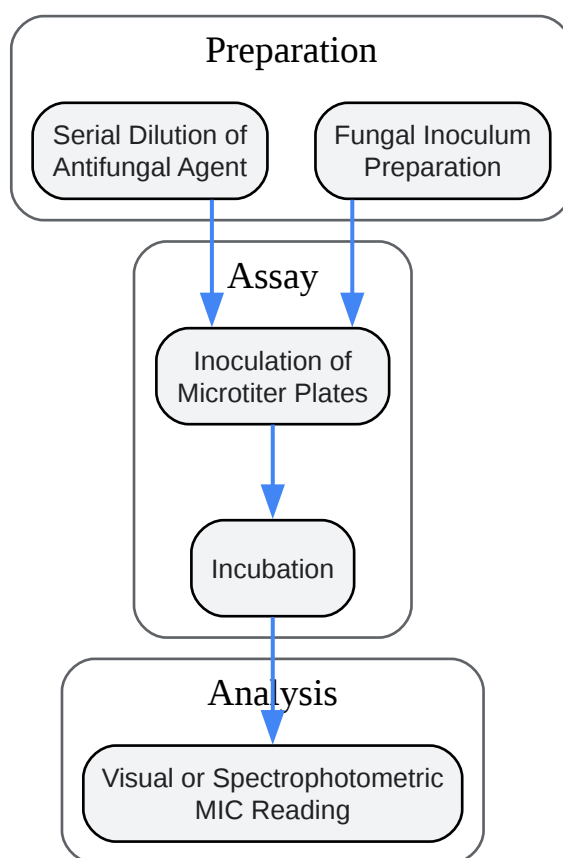 Preparation
Serial Dilution of
Antifungal Agent
Fungal Inoculum
Preparation
Assay
Inoculation of
Microtiter Plates
Incubation
Analysis
Visual or Spectrophotometric
MIC Reading